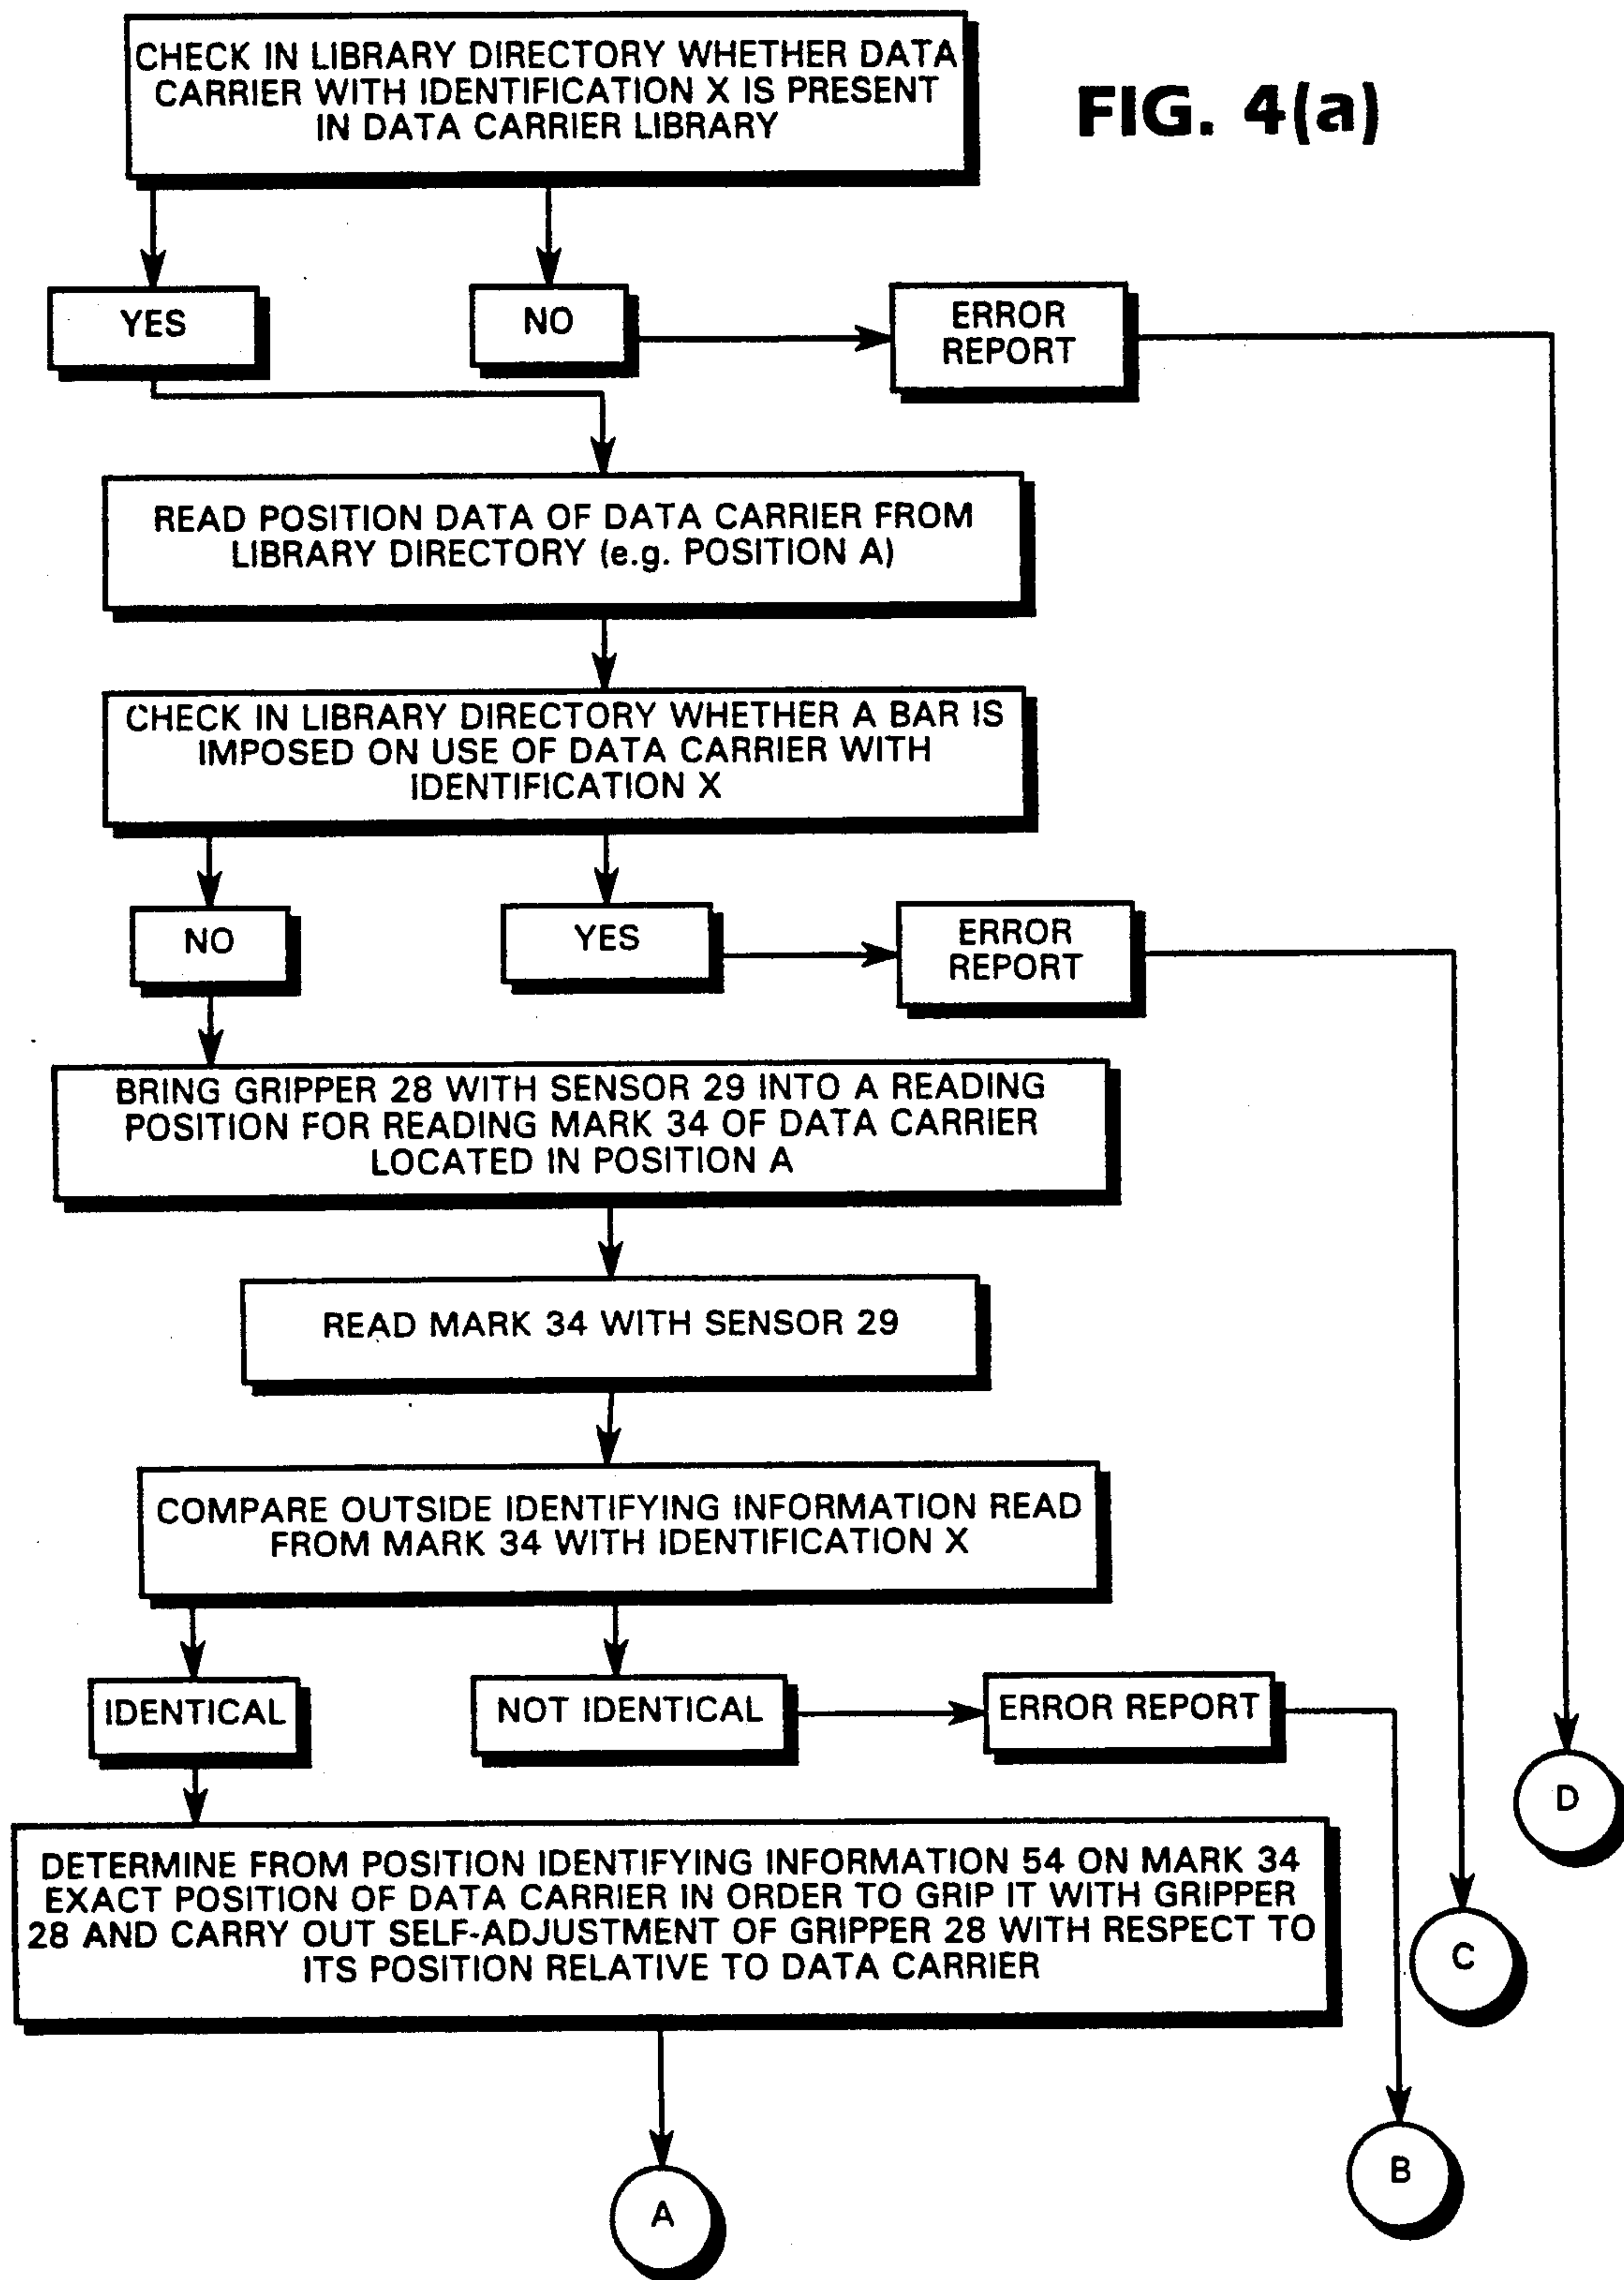 FIG. 4(a)
CHECK IN LIBRARY DIRECTORY WHETHER DATA
CARRIER WITH IDENTIFICATION X IS PRESENT
IN DATA CARRIER LIBRARY
YES
NO
ERROR
REPORT
READ POSITION DATA OF DATA CARRIER FROM
LIBRARY DIRECTORY (e.g. POSITION A)
CHECK IN LIBRARY DIRECTORY WHETHER A BAR IS
IMPOSED ON USE OF DATA CARRIER WITH
IDENTIFICATION X
NO
YES
ERROR
REPORT
BRING GRIPPER 28 WITH SENSOR 29 INTO A READING
POSITION FOR READING MARK 34 OF DATA CARRIER
LOCATED IN POSITION A
READ MARK 34 WITH SENSOR 29
COMPARE OUTSIDE IDENTIFYING INFORMATION READ
FROM MARK 34 WITH IDENTIFICATION X
IDENTICAL
NOT IDENTICAL
ERROR REPORT
D
DETERMINE FROM POSITION IDENTIFYING INFORMATION 54 ON MARK 34
EXACT POSITION OF DATA CARRIER IN ORDER TO GRIP IT WITH GRIPPER
28 AND CARRY OUT SELF-ADJUSTMENT OF GRIPPER 28 WITH RESPECT TO
ITS POSITION RELATIVE TO DATA CARRIER
C
B
A